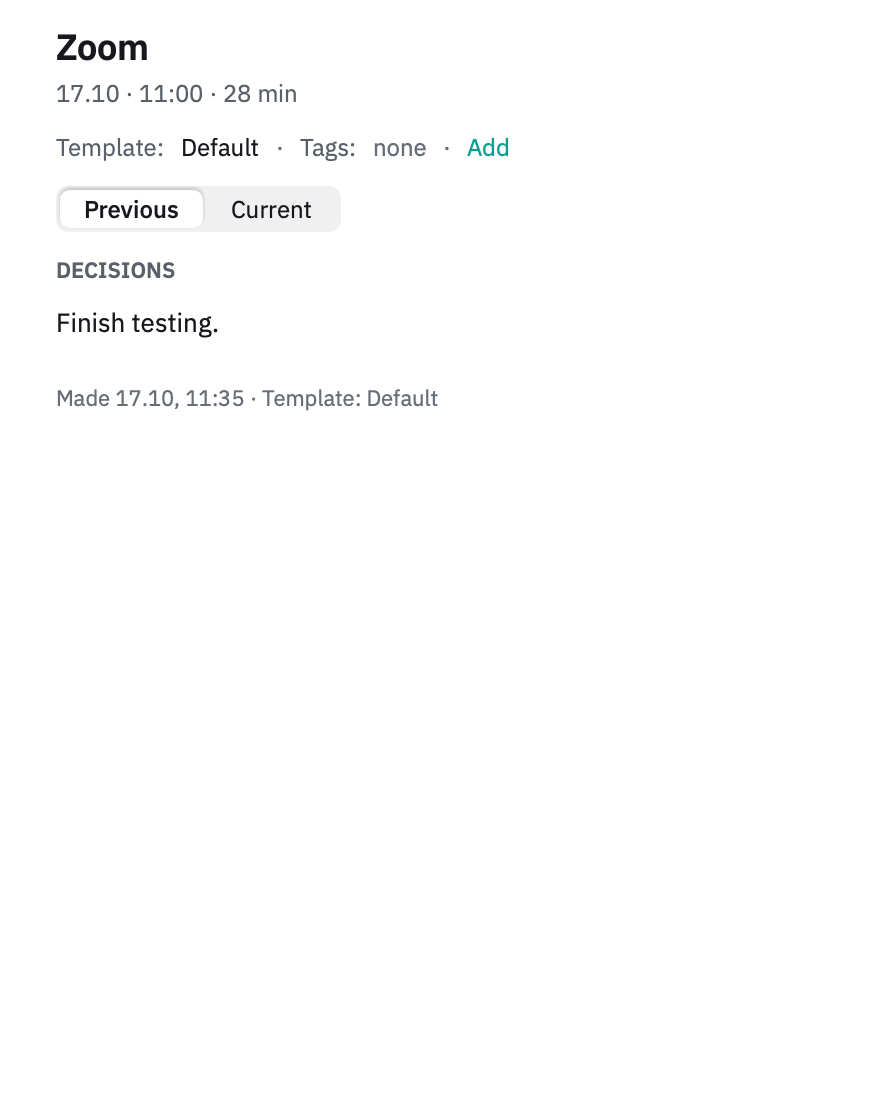 Zoom
17.10 · 11:00 · 28 min
Template: Default · Tags: none · Add
Previous Current
DECISIONS
Finish testing.
Made 17.10, 11:35 · Template: Default